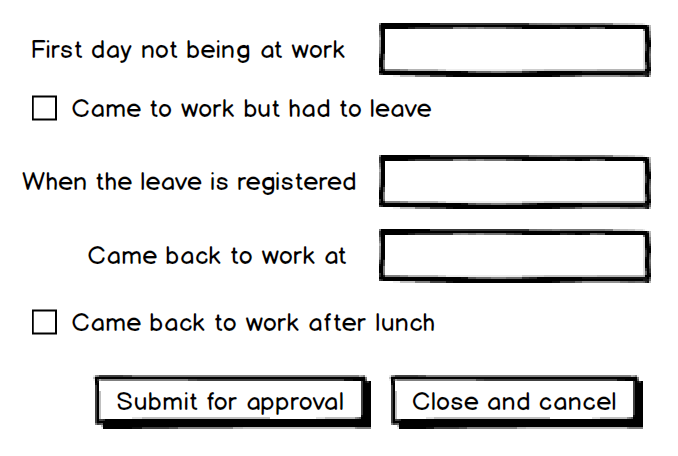 First day not being at work
Came to work but had to leave
When the leave is registered
Came back to work at
Came back to work after lunch
Submit for approval
Close and cancel